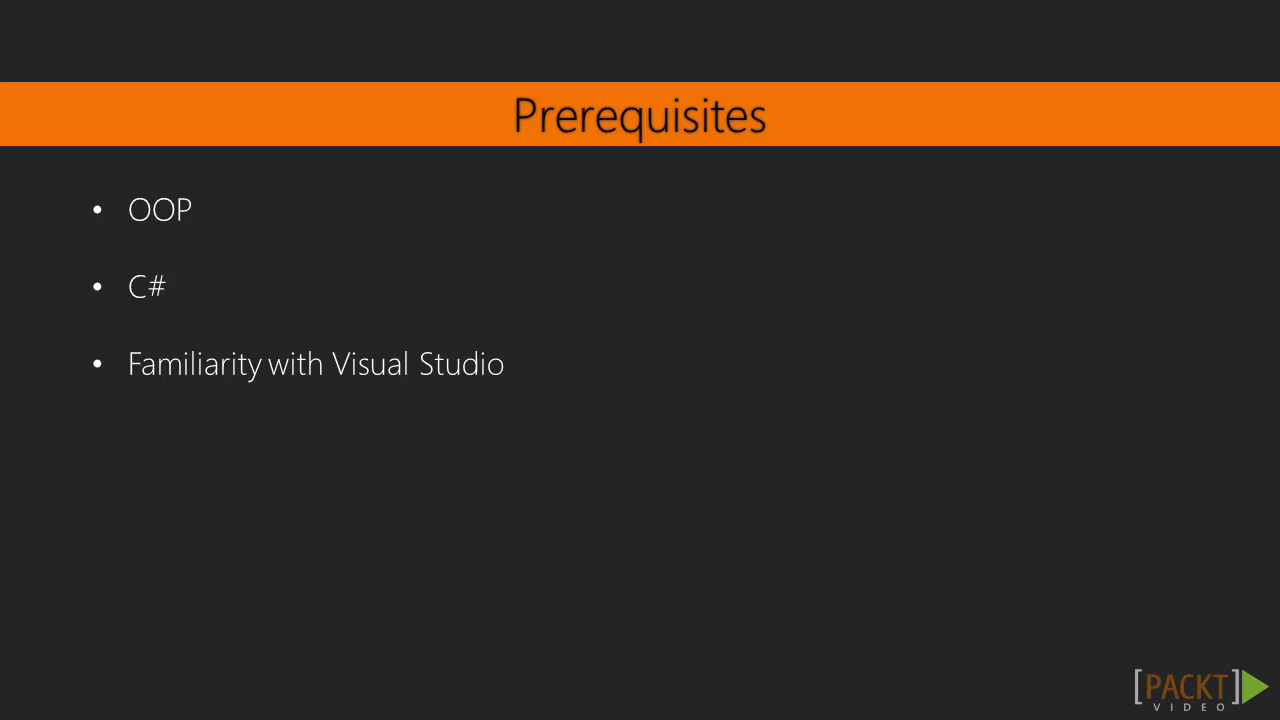 Prerequisites
• OOP
• C#
• Familiarity with Visual Studio
[PACKT]
VIDEO